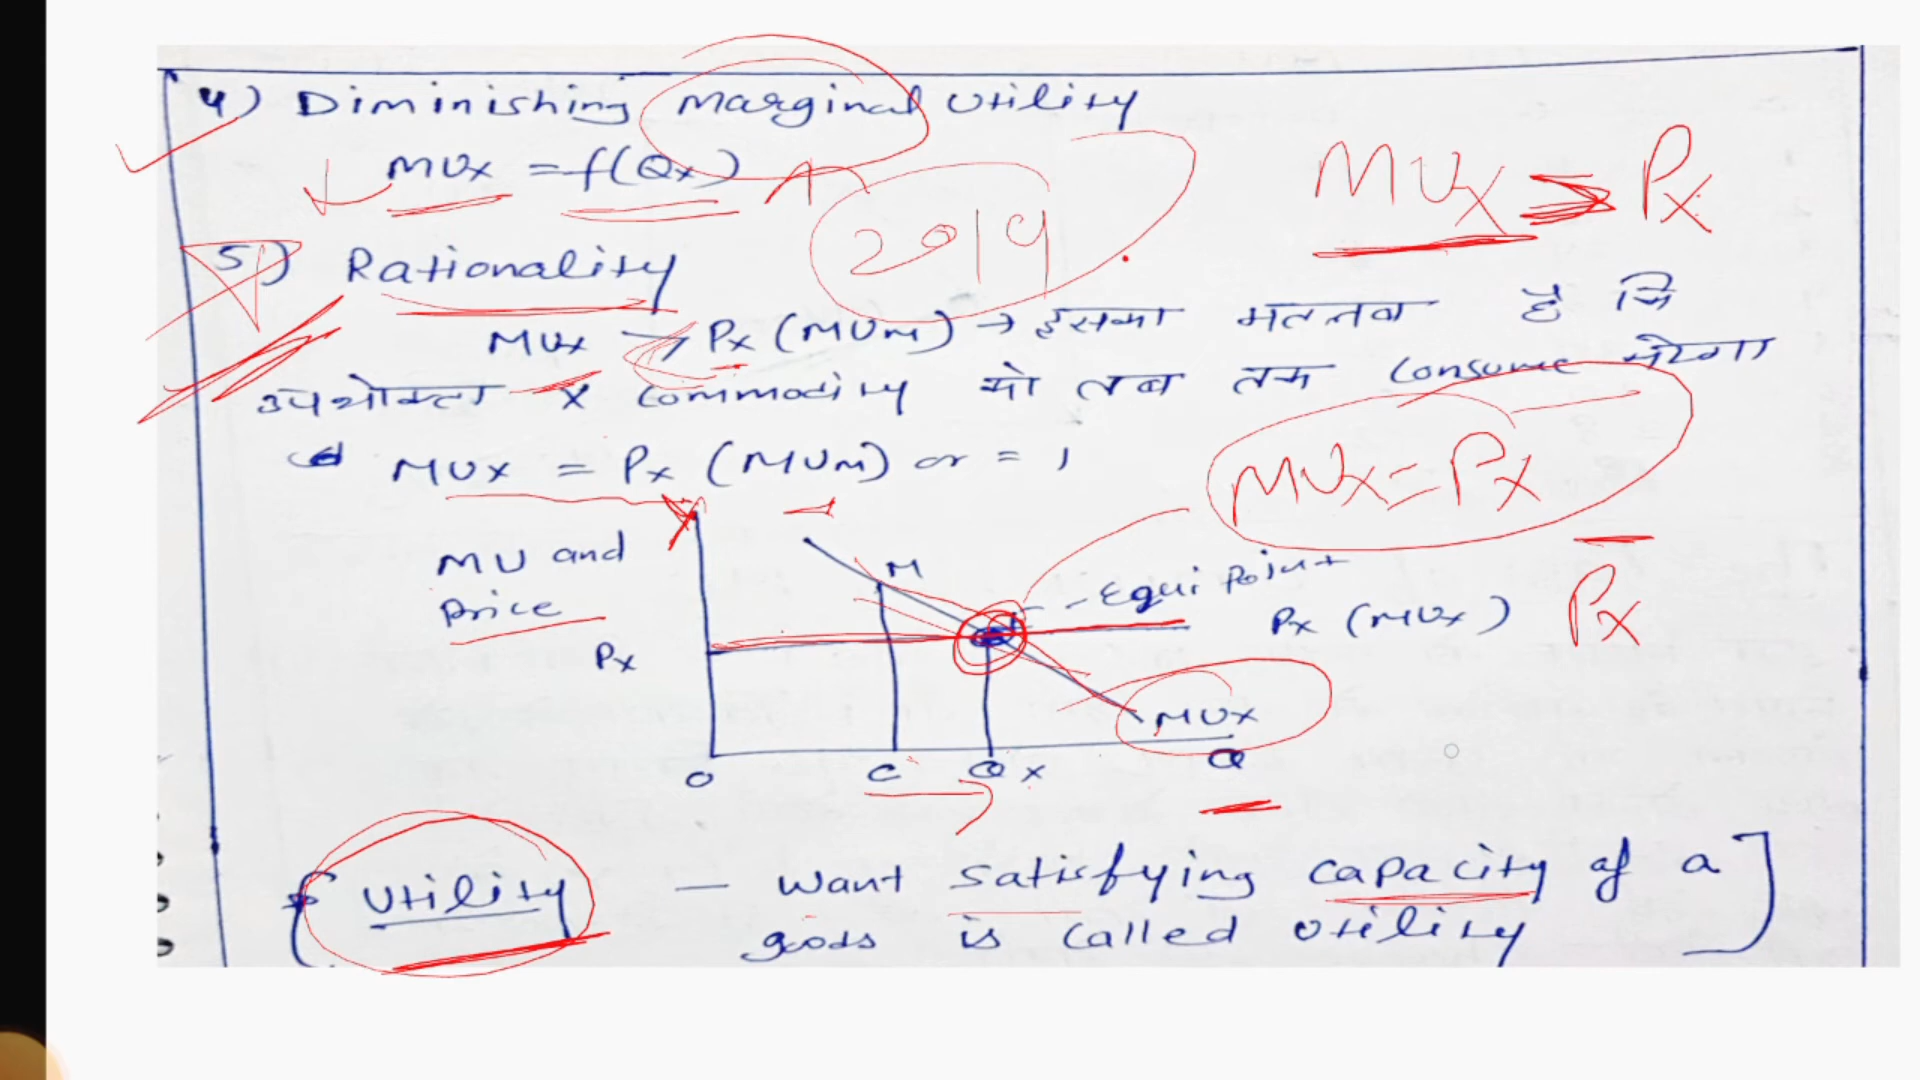 4) Diminishing Marginal Utility
MUx = f(Qx)
MUx = Px
2019
5) Rationality
MUx > Px (MUM) → इसका मतलब है कि
उपभोक्ता x commodity को तब तक consume करेगा
MUx = Px (MUM) or = 1
MUx = Px
MU and
Price
M
Equi Point
Px
Px (MUx)
Px
MUx
O
C
Qx
Q
Utility — Want satisfying capacity of a
goods is called utility